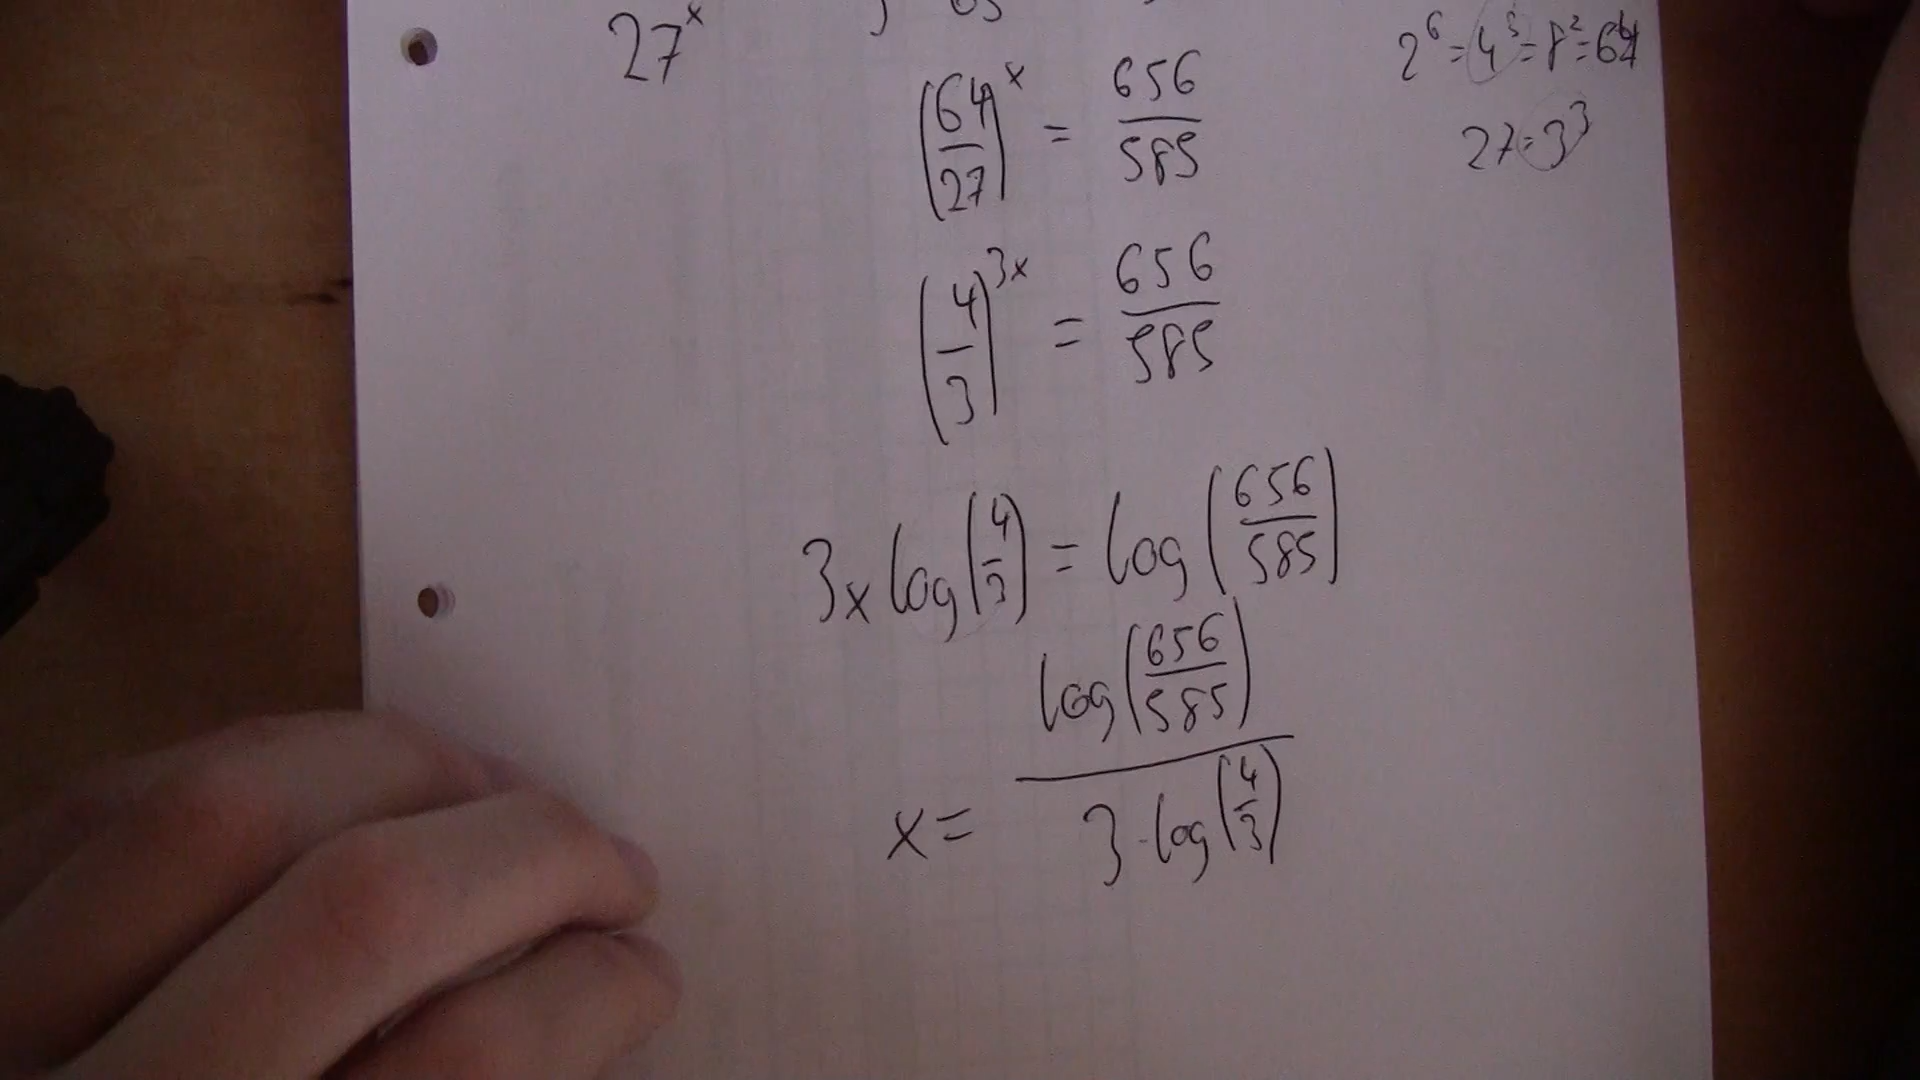 27^x
(64/27)^x = 656/585
(4/3)^3x = 656/585
3x log(4/3) = log(656/585)
x = log(656/585) / 3·log(4/3)
2^6 = 4^3 = 8^2 = 64
27 = 3^3